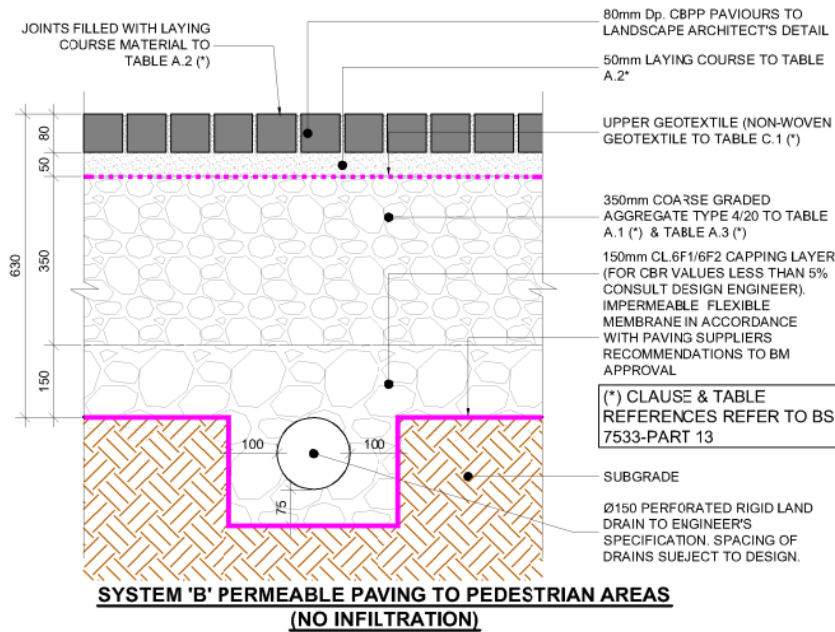 JOINTS FILLED WITH LAYING
COURSE MATERIAL TO
TABLE A.2 (*)
80mm Dp. CBPP PAVIOURS TO
LANDSCAPE ARCHITECT'S DETAIL
50mm LAYING COURSE TO TABLE
A.2*
UPPER GEOTEXTILE (NON-WOVEN
GEOTEXTILE TO TABLE C.1 (*)
350mm COARSE GRADED
AGGREGATE TYPE 4/20 TO TABLE
A.1 (*) & TABLE A.3 (*)
150mm CL.6F1/6F2 CAPPING LAYER
(FOR CBR VALUES LESS THAN 5%
CONSULT DESIGN ENGINEER).
IMPERMEABLE FLEXIBLE
MEMBRANE IN ACCORDANCE
WITH PAVING SUPPLIERS
RECOMMENDATIONS TO BM
APPROVAL
(*) CLAUSE & TABLE
REFERENCES REFER TO BS
7533-PART 13
SUBGRADE
Ø150 PERFORATED RIGID LAND
DRAIN TO ENGINEER'S
SPECIFICATION. SPACING OF
DRAINS SUBJECT TO DESIGN.
80
50
630
350
150
100
100
75
SYSTEM 'B' PERMEABLE PAVING TO PEDESTRIAN AREAS
(NO INFILTRATION)